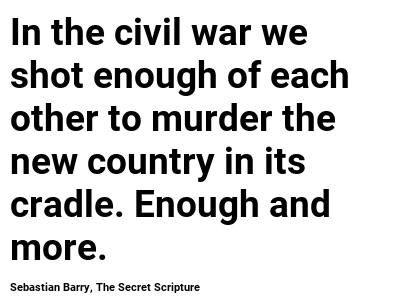 In the civil war we
shot enough of each
other to murder the
new country in its
cradle. Enough and
more.
Sebastian Barry, The Secret Scripture